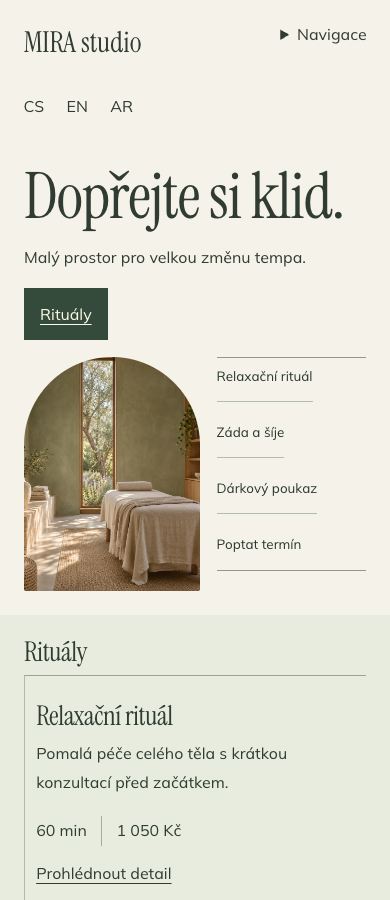 MIRA studio
Navigace
CS EN AR
Dopřejte si klid.
Malý prostor pro velkou změnu tempa.
Rituály
Relaxační rituál
Záda a šíje
Dárkový poukaz
Poptat termín
Rituály
Relaxační rituál
Pomalá péče celého těla s krátkou
konzultací před začátkem.
60 min 1 050 Kč
Prohlédnout detail